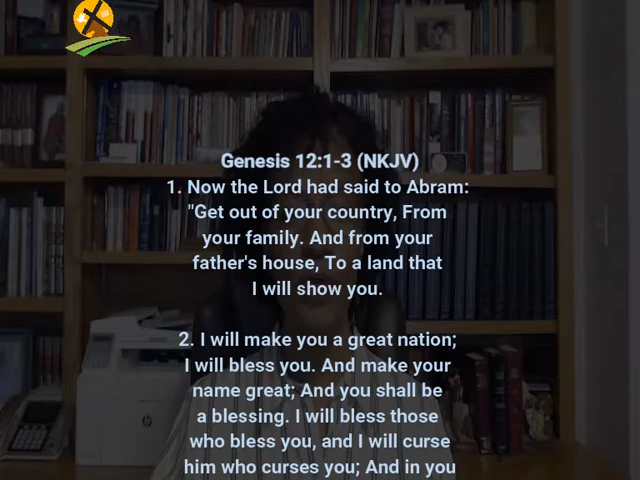 Genesis 12:1-3 (NKJV)
1. Now the Lord had said to Abram:
"Get out of your country, From
your family. And from your
father's house, To a land that
I will show you.
2. I will make you a great nation;
I will bless you. And make your
name great; And you shall be
a blessing. I will bless those
who bless you, and I will curse
him who curses you; And in you